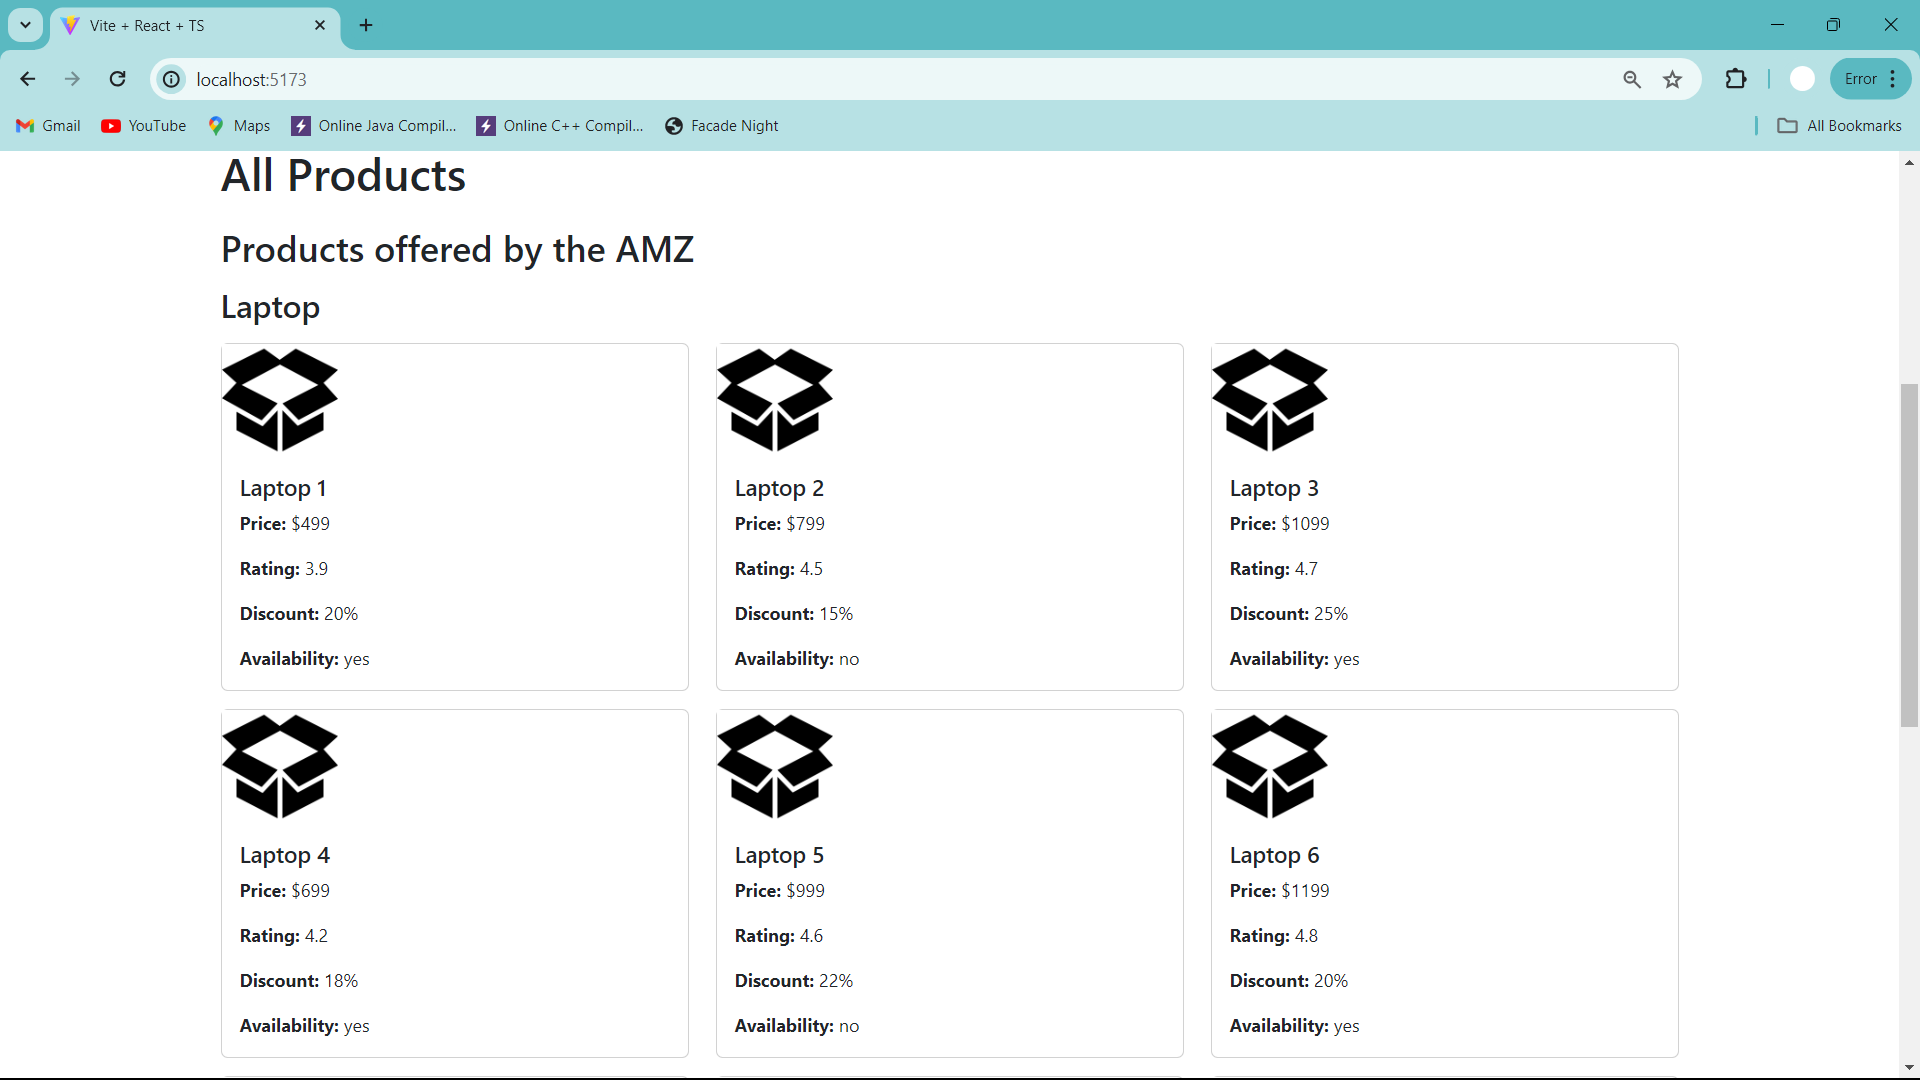 Vite + React + TS
localhost:5173
Error
Gmail YouTube Maps Online Java Compil... Online C++ Compil... Facade Night All Bookmarks
All Products
Products offered by the AMZ
Laptop
Laptop 1
Price: $499
Rating: 3.9
Discount: 20%
Availability: yes
Laptop 2
Price: $799
Rating: 4.5
Discount: 15%
Availability: no
Laptop 3
Price: $1099
Rating: 4.7
Discount: 25%
Availability: yes
Laptop 4
Price: $699
Rating: 4.2
Discount: 18%
Availability: yes
Laptop 5
Price: $999
Rating: 4.6
Discount: 22%
Availability: no
Laptop 6
Price: $1199
Rating: 4.8
Discount: 20%
Availability: yes